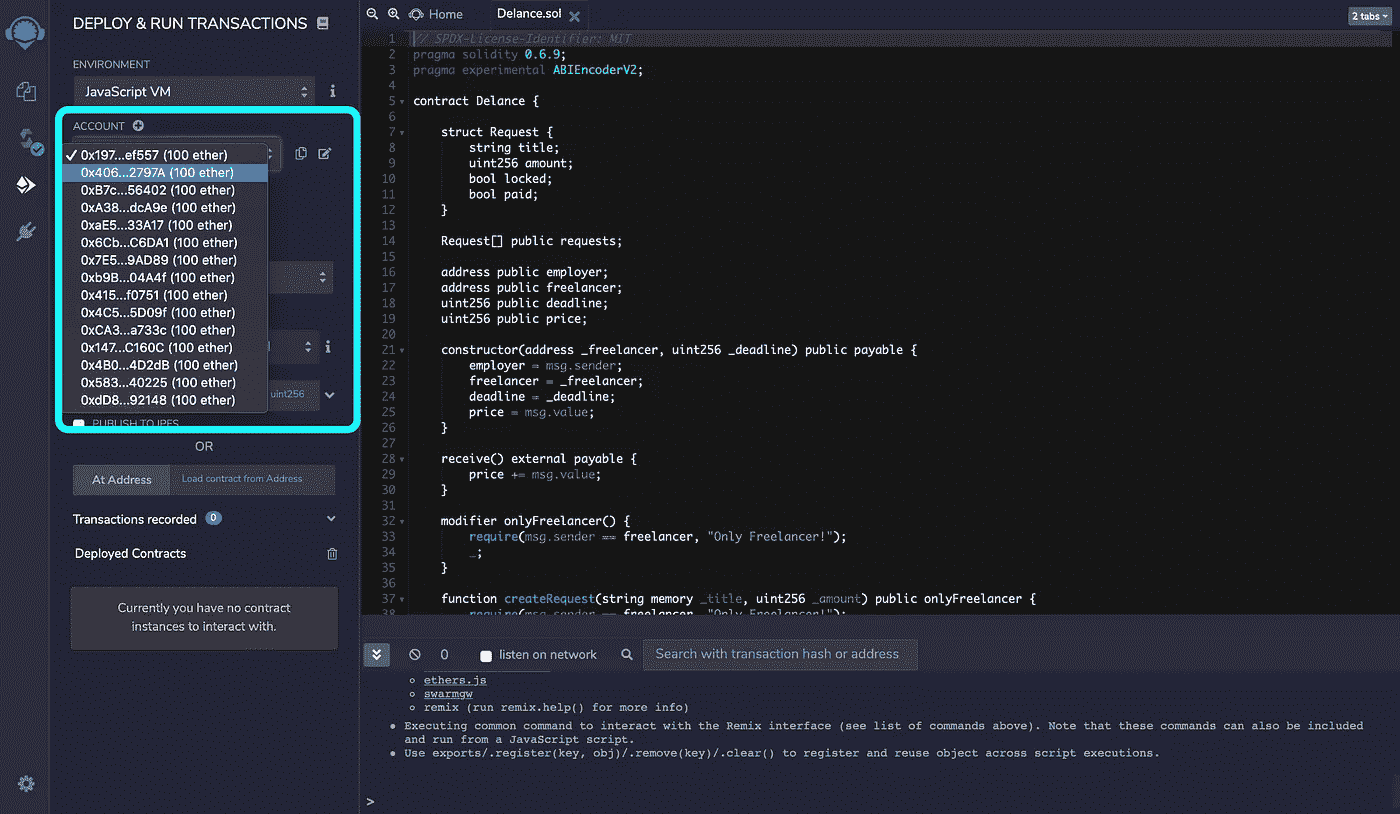 DEPLOY & RUN TRANSACTIONS
ENVIRONMENT
JavaScript VM
i
ACCOUNT
0x197...ef557 (100 ether)
0x406...2797A (100 ether)
0xB7c...56402 (100 ether)
0xA38...dcA9e (100 ether)
0xaE5...33A17 (100 ether)
0x6Cb...C6DA1 (100 ether)
0x7E5...9AD89 (100 ether)
0xb9B...04A4f (100 ether)
0x415...f0751 (100 ether)
0x4C5...5D09f (100 ether)
0xCA3...a733c (100 ether)
0x147...C160C (100 ether)
i
0x4B0...4D2dB (100 ether)
0x583...40225 (100 ether)
uint256
0xdD8...92148 (100 ether)
PUBLISH TO IPFS
OR
At Address
Load contract from Address
Transactions recorded 0
Deployed Contracts
Currently you have no contract
instances to interact with.
Home
Delance.sol
2 tabs
1 // SPDX-License-Identifier: MIT
2 pragma solidity 0.6.9;
3 pragma experimental ABIEncoderV2;
4
5 contract Delance {
6
7 struct Request {
8 string title;
9 uint256 amount;
10 bool locked;
11 bool paid;
12 }
13
14 Request[] public requests;
15
16 address public employer;
17 address public freelancer;
18 uint256 public deadline;
19 uint256 public price;
20
21 constructor(address _freelancer, uint256 _deadline) public payable {
22 employer = msg.sender;
23 freelancer = _freelancer;
24 deadline = _deadline;
25 price = msg.value;
26 }
27
28 receive() external payable {
29 price += msg.value;
30 }
31
32 modifier onlyFreelancer() {
33 require(msg.sender == freelancer, "Only Freelancer!");
34 _;
35 }
36
37 function createRequest(string memory _title, uint256 _amount) public onlyFreelancer {
38 require(msg.sender == freelancer, "Only Freelancer!");
0
listen on network
Search with transaction hash or address
ethers.js
swarmgw
remix (run remix.help() for more info)
Executing common command to interact with the Remix interface (see list of commands above). Note that these commands can also be included
and run from a JavaScript script.
Use exports/.register(key, obj)/.remove(key)/.clear() to register and reuse object across script executions.
>